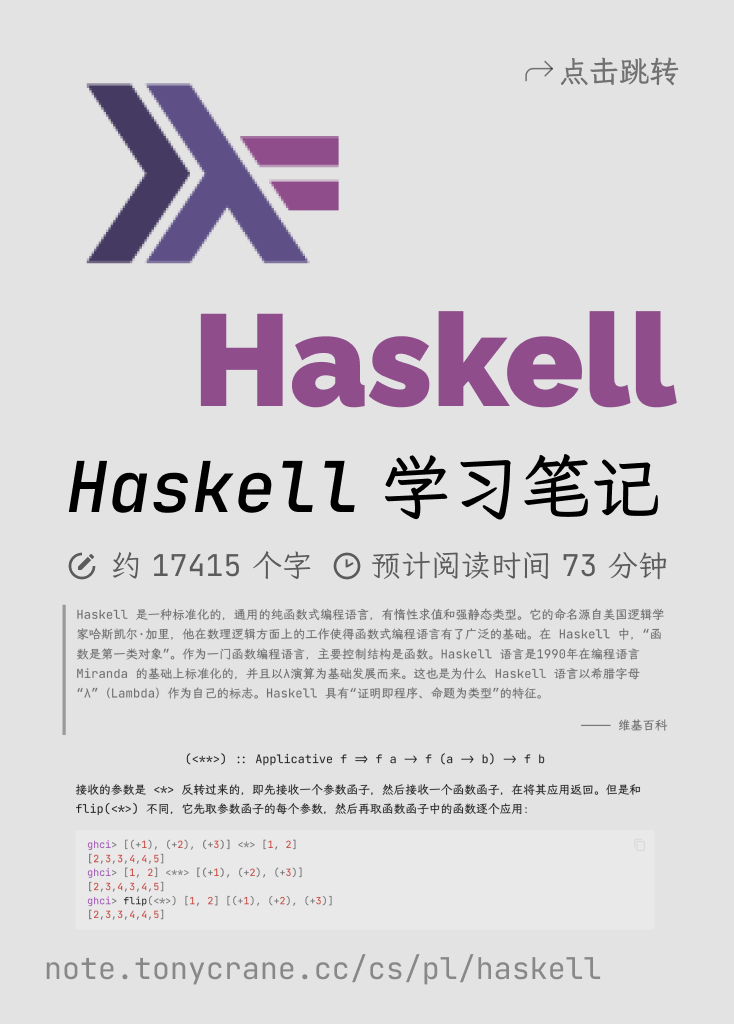 点击跳转
Haskell
Haskell 学习笔记
约 17415 个字 预计阅读时间 73 分钟
Haskell 是一种标准化的，通用的纯函数式编程语言，有惰性求值和强静态类型。它的命名源自美国逻辑学
家哈斯凯尔·加里，他在数理逻辑方面上的工作使得函数式编程语言有了广泛的基础。在 Haskell 中，“函
数是第一类对象”。作为一门函数编程语言，主要控制结构是函数。Haskell 语言是1990年在编程语言
Miranda 的基础上标准化的，并且以λ演算为基础发展而来。这也是为什么 Haskell 语言以希腊字母
“λ”（Lambda）作为自己的标志。Haskell 具有“证明即程序、命题为类型”的特征。
—— 维基百科
(<**>) :: Applicative f => f a -> f (a -> b) -> f b
接收的参数是 <*> 反转过来的，即先接收一个参数函子，然后接收一个函数函子，在将其应用返回。但是和
flip(<*>) 不同，它先取参数函子的每个参数，然后再取函数函子中的函数逐个应用：
ghci> [(+1), (+2), (+3)] <*> [1, 2]
[2,3,3,4,4,5]
ghci> [1, 2] <**> [(+1), (+2), (+3)]
[2,3,4,3,4,5]
ghci> flip(<*>) [1, 2] [(+1), (+2), (+3)]
[2,3,3,4,4,5]
note.tonycrane.cc/cs/pl/haskell